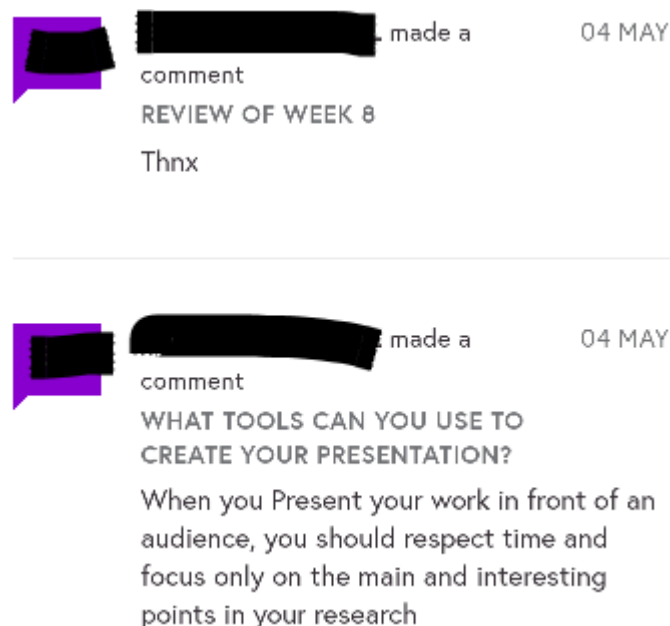 made a 04 MAY
comment
REVIEW OF WEEK 8
Thnx
made a 04 MAY
comment
WHAT TOOLS CAN YOU USE TO
CREATE YOUR PRESENTATION?
When you Present your work in front of an
audience, you should respect time and
focus only on the main and interesting
points in your research